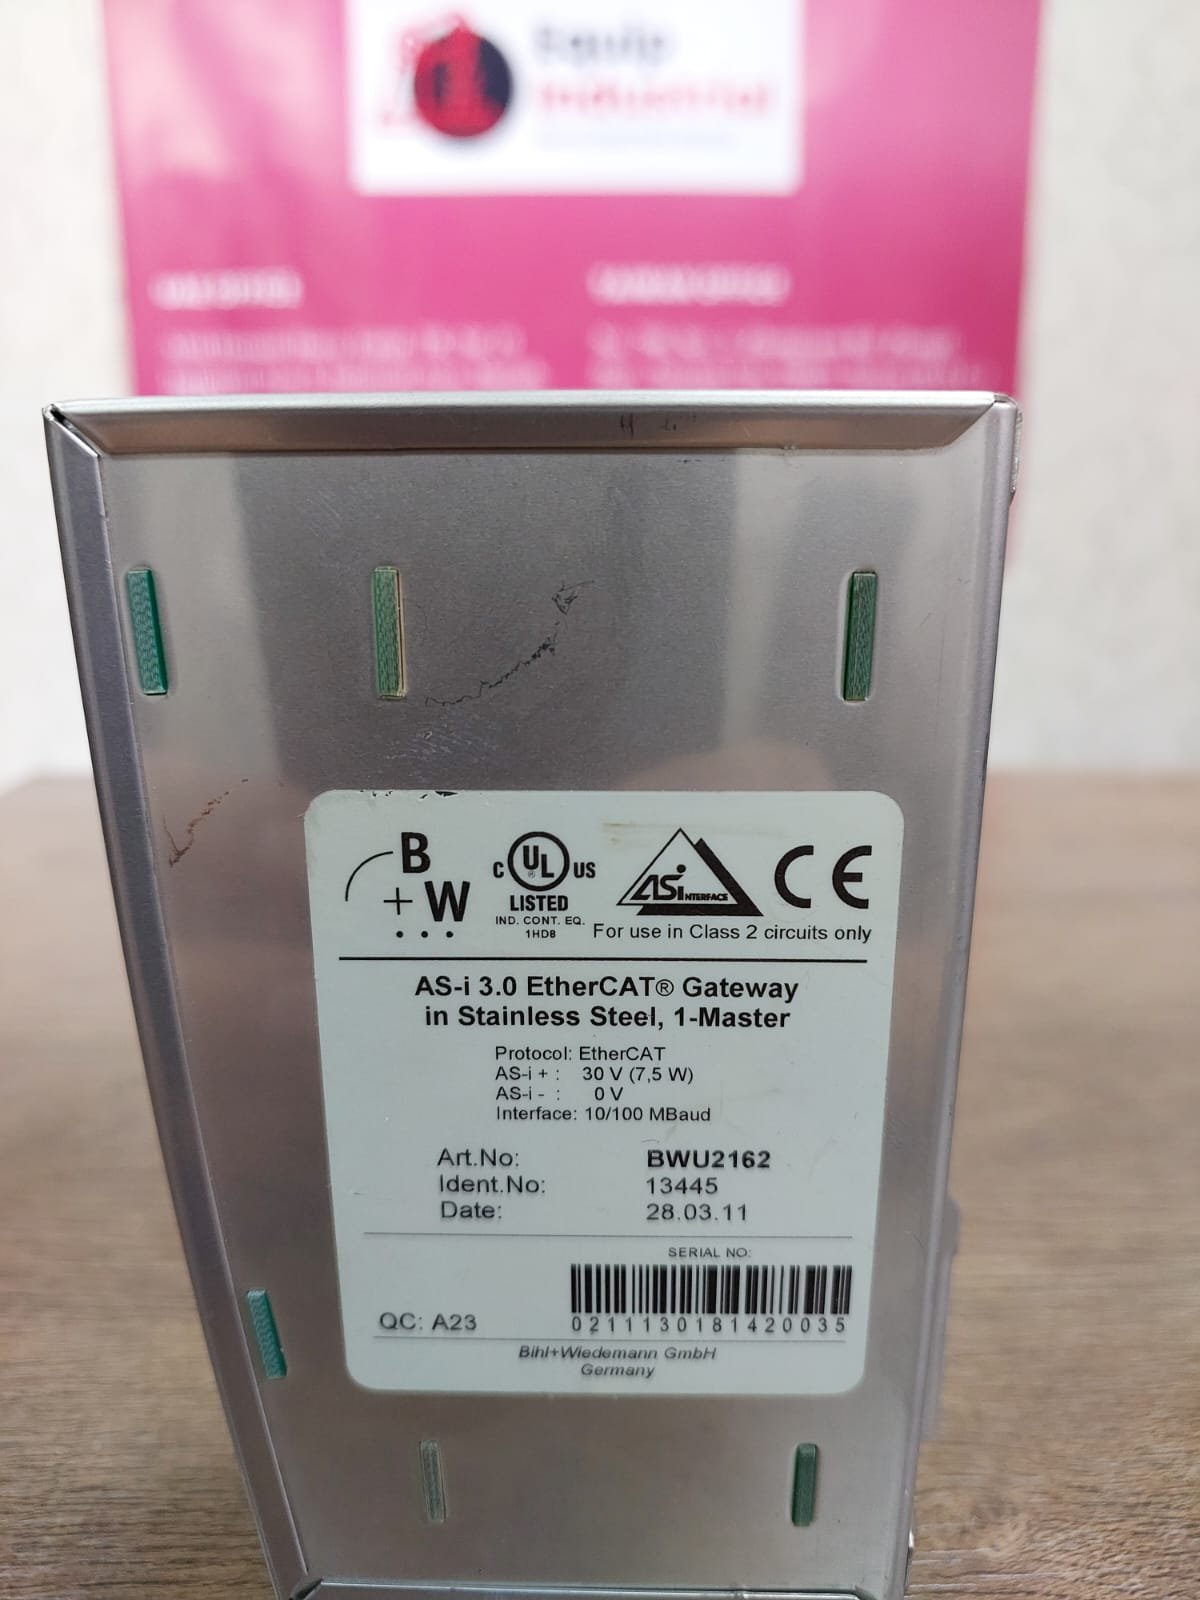 Equip
Industrial
B
+ W
C UL ® US
LISTED
IND. CONT. EQ.
1HD8
ASi INTERFACE
CE
For use in Class 2 circuits only
AS-i 3.0 EtherCAT® Gateway
in Stainless Steel, 1-Master
Protocol: EtherCAT
AS-i + : 30 V (7,5 W)
AS-i - : 0 V
Interface: 10/100 MBaud
Art.No: BWU2162
Ident.No: 13445
Date: 28.03.11
SERIAL NO:
QC: A23
0211130181420035
Bihl+Wiedemann GmbH
Germany